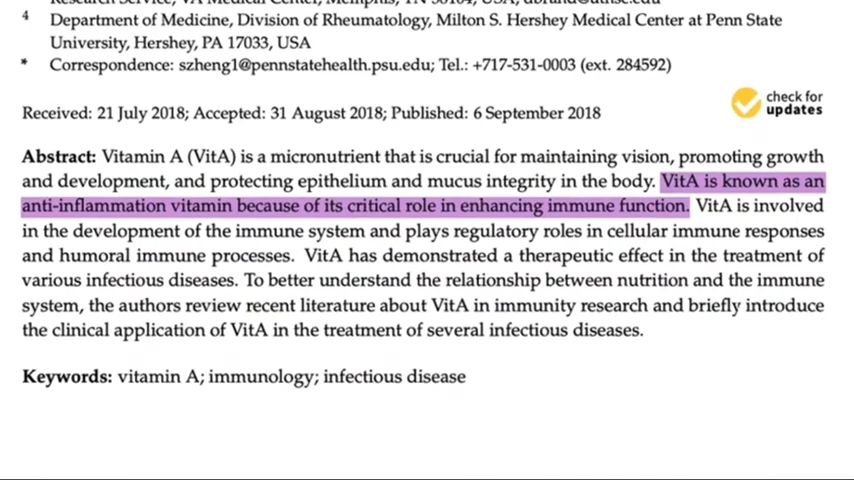 4 Department of Medicine, Division of Rheumatology, Milton S. Hershey Medical Center at Penn State
University, Hershey, PA 17033, USA
* Correspondence: szheng1@pennstatehealth.psu.edu; Tel.: +717-531-0003 (ext. 284592)
check for
updates
Received: 21 July 2018; Accepted: 31 August 2018; Published: 6 September 2018
Abstract: Vitamin A (VitA) is a micronutrient that is crucial for maintaining vision, promoting growth
and development, and protecting epithelium and mucus integrity in the body. VitA is known as an
anti-inflammation vitamin because of its critical role in enhancing immune function. VitA is involved
in the development of the immune system and plays regulatory roles in cellular immune responses
and humoral immune processes. VitA has demonstrated a therapeutic effect in the treatment of
various infectious diseases. To better understand the relationship between nutrition and the immune
system, the authors review recent literature about VitA in immunity research and briefly introduce
the clinical application of VitA in the treatment of several infectious diseases.
Keywords: vitamin A; immunology; infectious disease